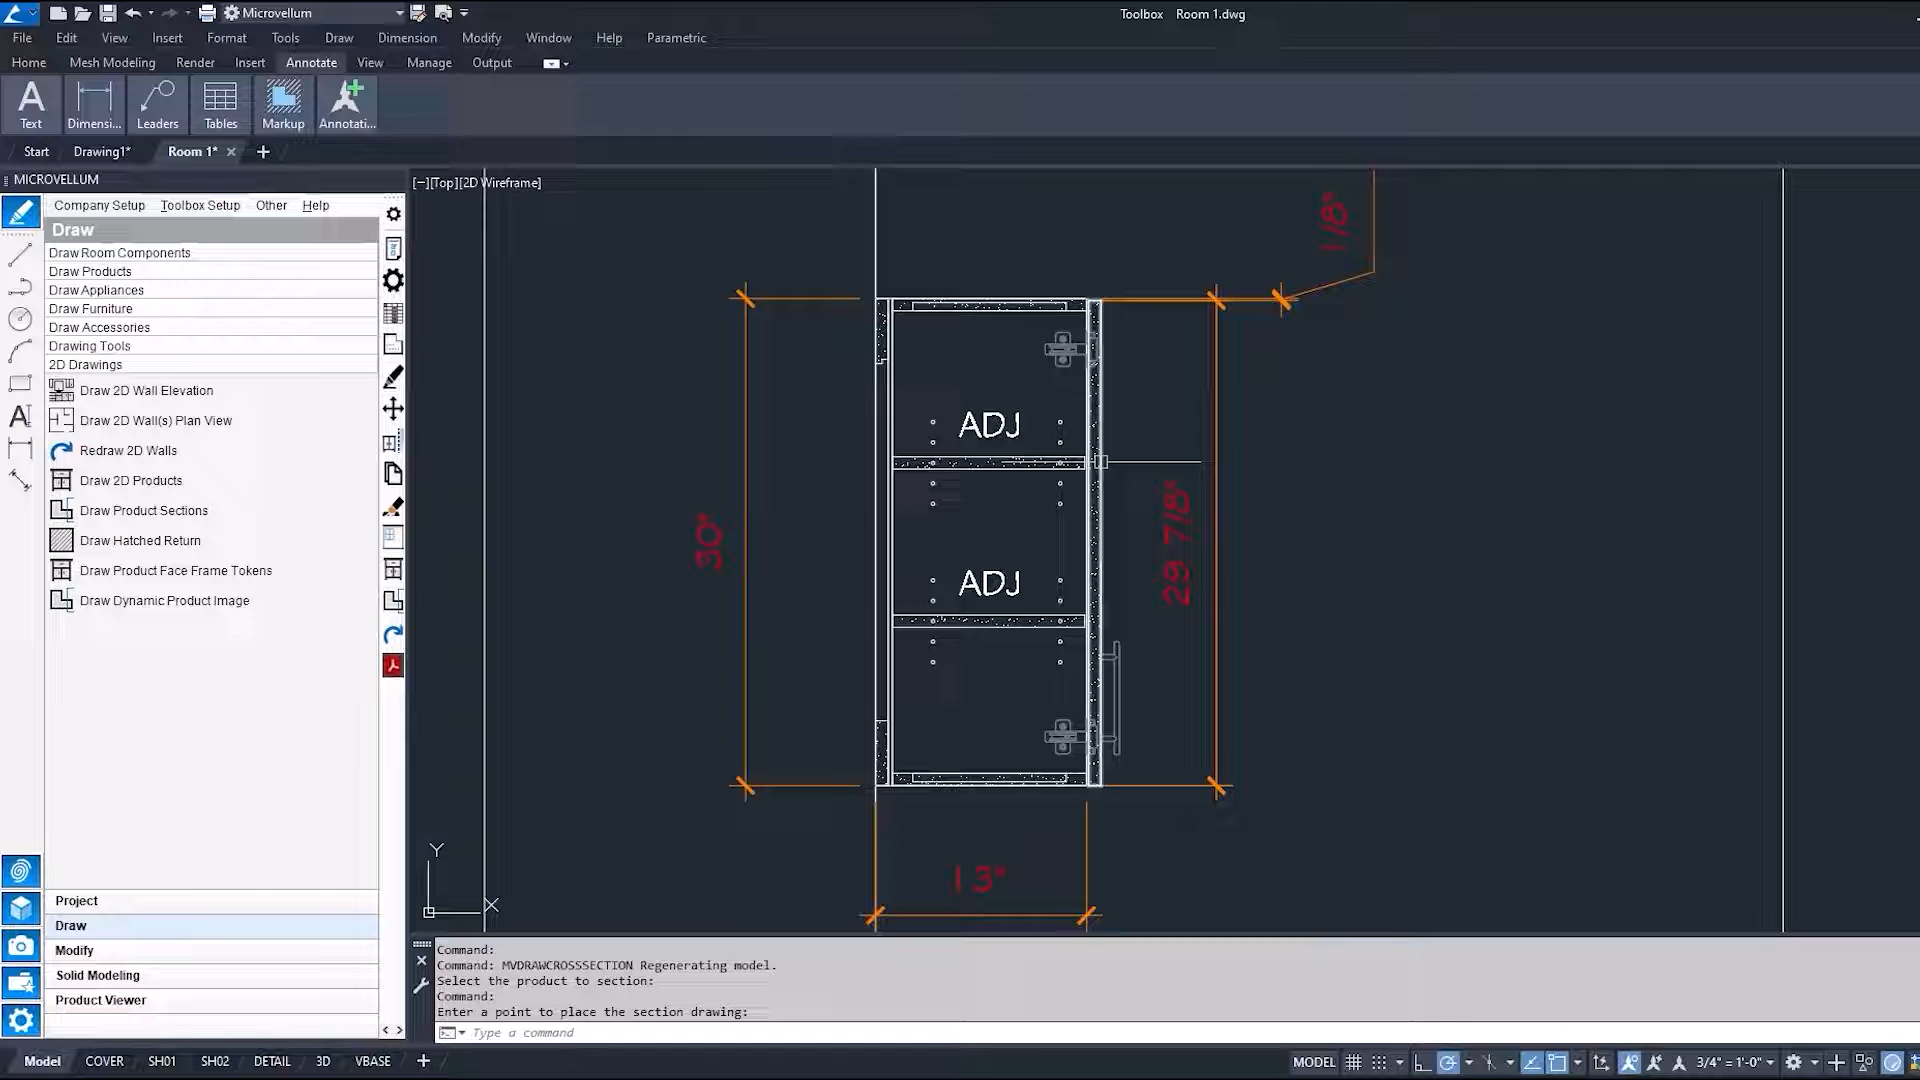 Microvellum
Toolbox Room 1.dwg
File Edit View Insert Format Tools Draw Dimension Modify Window Help Parametric
Home Mesh Modeling Render Insert Annotate View Manage Output
Text Dimensi... Leaders Tables Markup Annotati...
Start Drawing1* Room 1*
MICROVELLUM
[−][Top][2D Wireframe]
Company Setup Toolbox Setup Other Help
Draw
Draw Room Components
Draw Products
Draw Appliances
Draw Furniture
Draw Accessories
Drawing Tools
2D Drawings
Draw 2D Wall Elevation
Draw 2D Wall(s) Plan View
Redraw 2D Walls
Draw 2D Products
Draw Product Sections
Draw Hatched Return
Draw Product Face Frame Tokens
Draw Dynamic Product Image
Project
Draw
Modify
Solid Modeling
Product Viewer
1/8"
ADJ
30"
29 7/8"
ADJ
13"
Y
X
Command:
Command: MVDRAWCROSSSECTION Regenerating model.
Select the product to section:
Command:
Enter a point to place the section drawing:
Type a command
Model COVER SH01 SH02 DETAIL 3D VBASE
MODEL 3/4" = 1'-0"